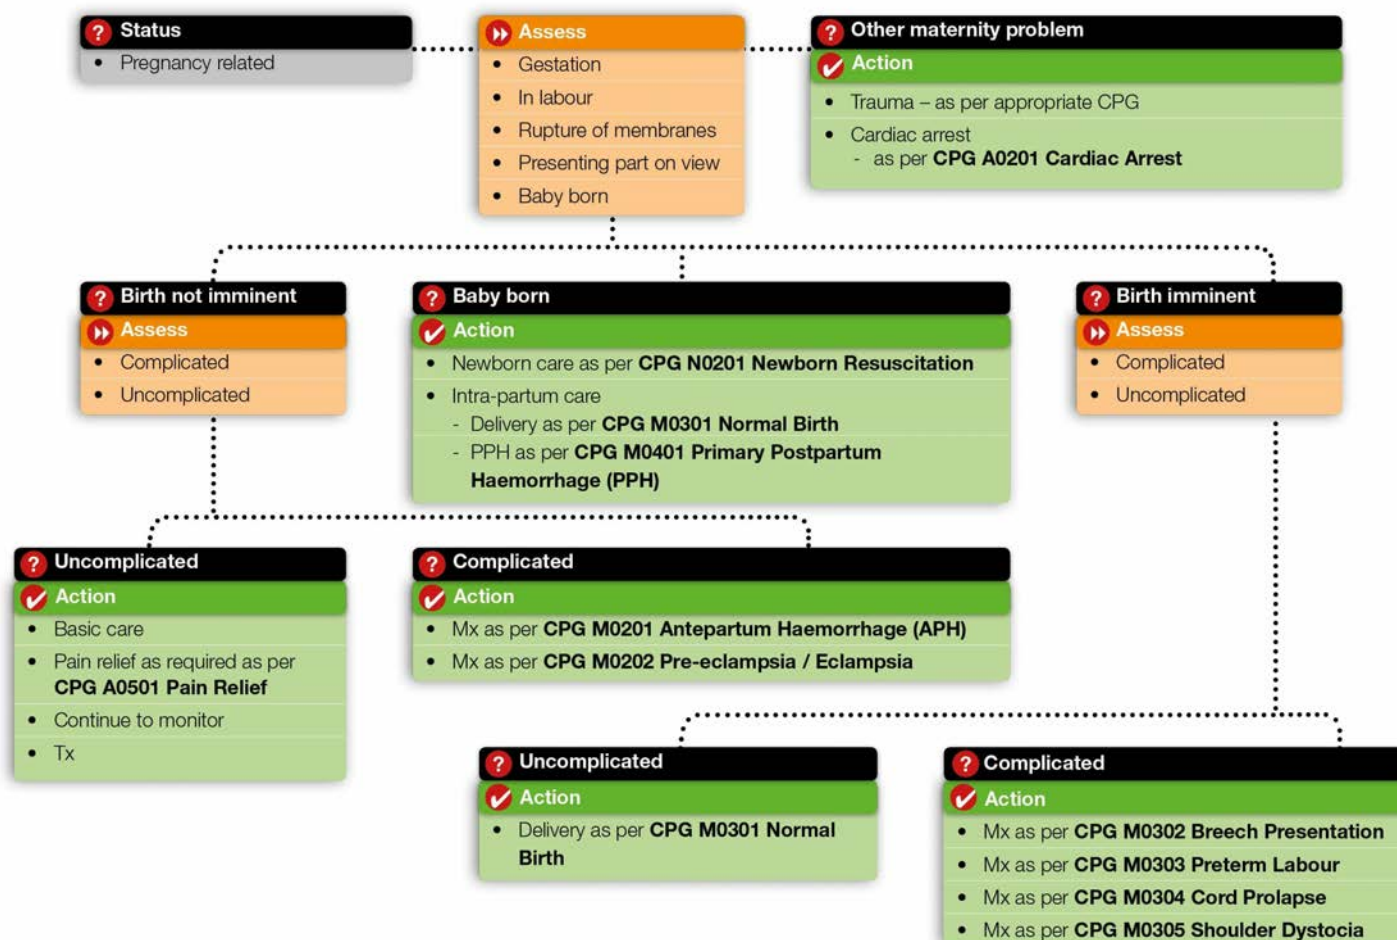 Status
• Pregnancy related
Assess
• Gestation
• In labour
• Rupture of membranes
• Presenting part on view
• Baby born
Other maternity problem
Action
• Trauma – as per appropriate CPG
• Cardiac arrest
- as per CPG A0201 Cardiac Arrest
Birth not imminent
Assess
• Complicated
• Uncomplicated
Baby born
Action
• Newborn care as per CPG N0201 Newborn Resuscitation
• Intra-partum care
- Delivery as per CPG M0301 Normal Birth
- PPH as per CPG M0401 Primary Postpartum
Haemorrhage (PPH)
Birth imminent
Assess
• Complicated
• Uncomplicated
Uncomplicated
Action
• Basic care
• Pain relief as required as per
CPG A0501 Pain Relief
• Continue to monitor
• Tx
Complicated
Action
• Mx as per CPG M0201 Antepartum Haemorrhage (APH)
• Mx as per CPG M0202 Pre-eclampsia / Eclampsia
Uncomplicated
Action
• Delivery as per CPG M0301 Normal
Birth
Complicated
Action
• Mx as per CPG M0302 Breech Presentation
• Mx as per CPG M0303 Preterm Labour
• Mx as per CPG M0304 Cord Prolapse
• Mx as per CPG M0305 Shoulder Dystocia